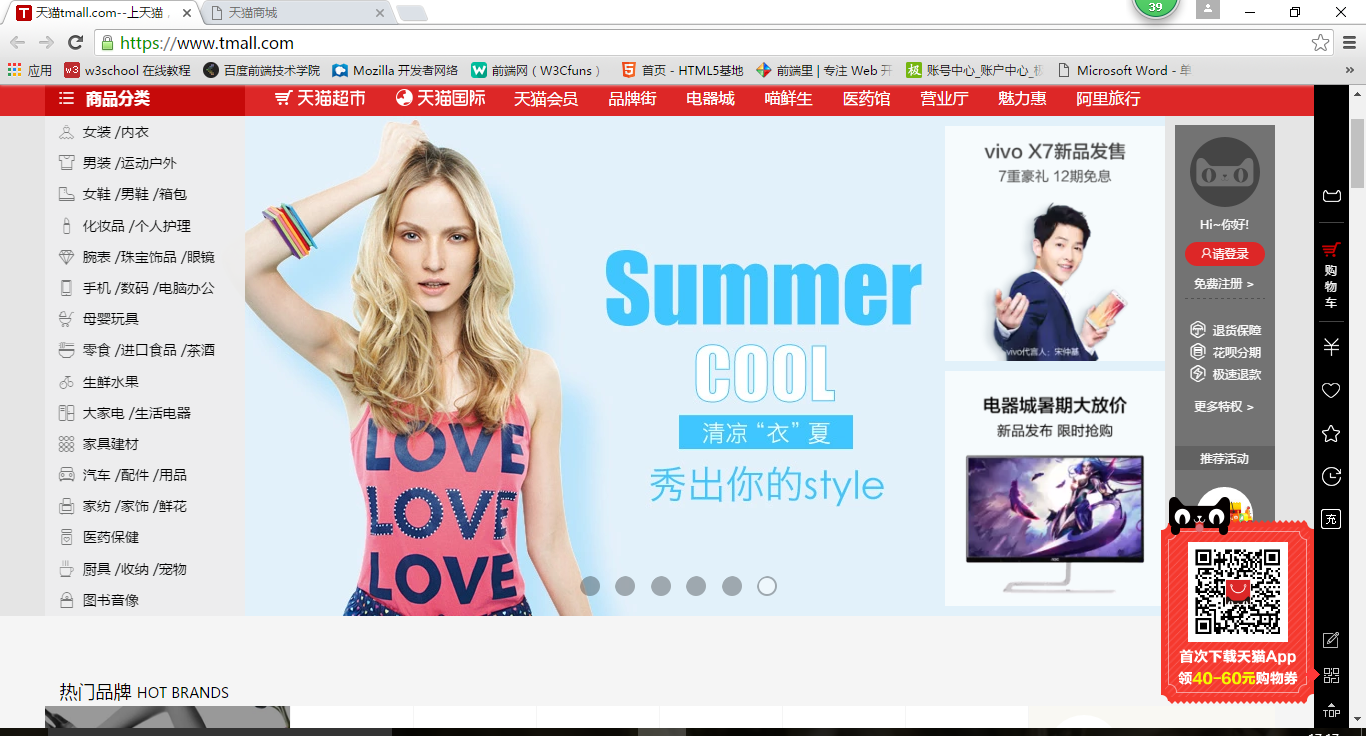 天猫tmall.com--上天猫，
天猫商城
39
https://www.tmall.com
应用 w3school 在线教程 百度前端技术学院 Mozilla 开发者网络 前端网（W3Cfuns） 首页 - HTML5基地 前端里 | 专注 Web 开 账号中心_账户中心_极 Microsoft Word - 单 »
商品分类 天猫超市 天猫国际 天猫会员 品牌街 电器城 喵鲜生 医药馆 营业厅 魅力惠 阿里旅行
女装 /内衣
男装 /运动户外
女鞋 /男鞋 /箱包
化妆品 /个人护理
腕表 /珠宝饰品 /眼镜
手机 /数码 /电脑办公
母婴玩具
零食 /进口食品 /茶酒
生鲜水果
大家电 /生活电器
家具建材
汽车 /配件 /用品
家纺 /家饰 /鲜花
医药保健
厨具 /收纳 /宠物
图书音像
LOVE
LOVE
LOVE
Summer
COOL
清凉“衣”夏
秀出你的style
vivo X7新品发售
7重豪礼 12期免息
vivo代言人：宋仲基
电器城暑期大放价
新品发布 限时抢购
AOC
Hi~你好!
请登录
免费注册 >
退货保障
花呗分期
极速退款
更多特权 >
推荐活动
购物车
充
首次下载天猫App
领40-60元购物券
TOP
热门品牌 HOT BRANDS